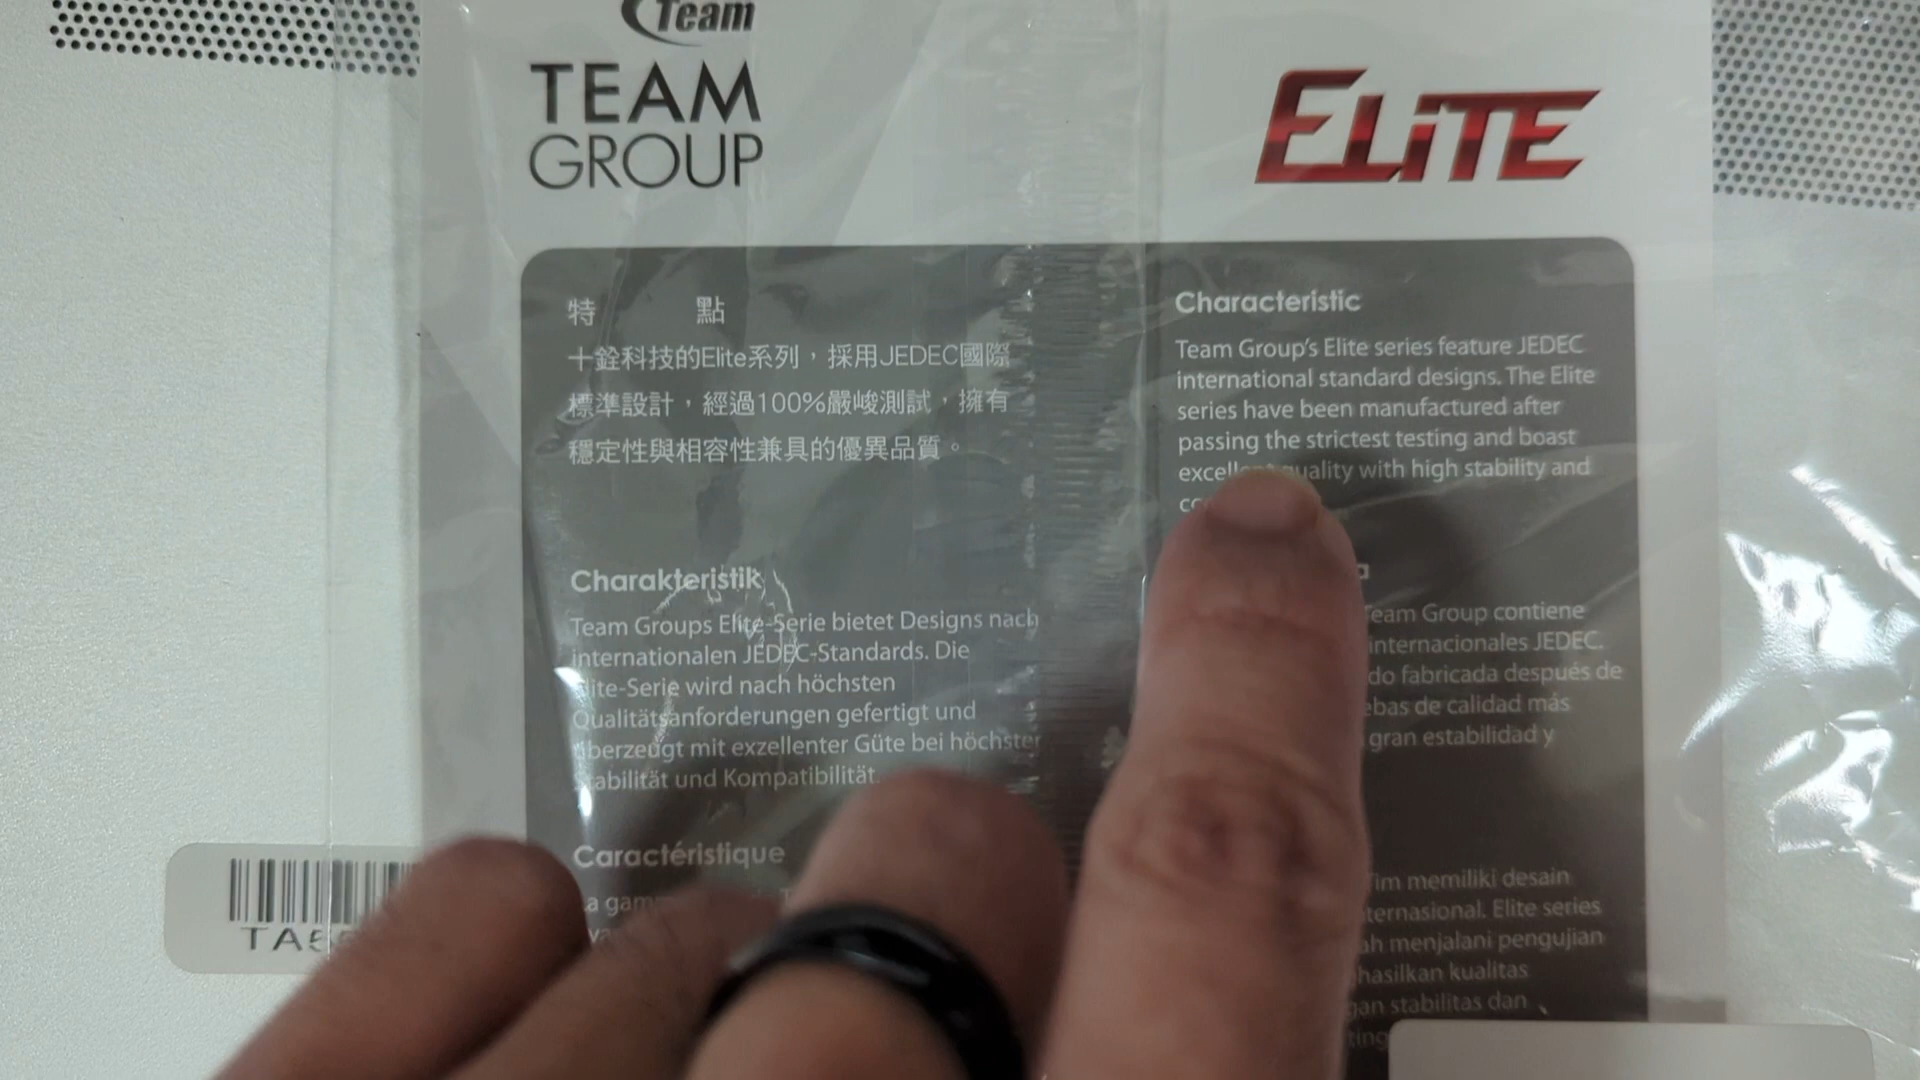 Team
TEAM
GROUP
ELiTE
特 點
十銓科技的Elite系列，採用JEDEC國際
標準設計，經過100%嚴峻測試，擁有
穩定性與相容性兼具的優異品質。
Characteristic
Team Group's Elite series feature JEDEC
international standard designs. The Elite
series have been manufactured after
passing the strictest testing and boast
quality with high stability and
Charakteristik
Team Groups Elite-Serie bietet Designs nach
internationalen JEDEC-Standards. Die
Elite-Serie wird nach höchsten
Qualitätsanforderungen gefertigt und
überzeugt mit exzellenter Güte bei höchster
Stabilität und Kompatibilität.
Team Group contiene
internacionales JEDEC.
fabricada después de
de calidad más
gran estabilidad y
Caractéristique
memiliki desain
Elite series
menjalani pengujian
kualitas
stabilitas dan